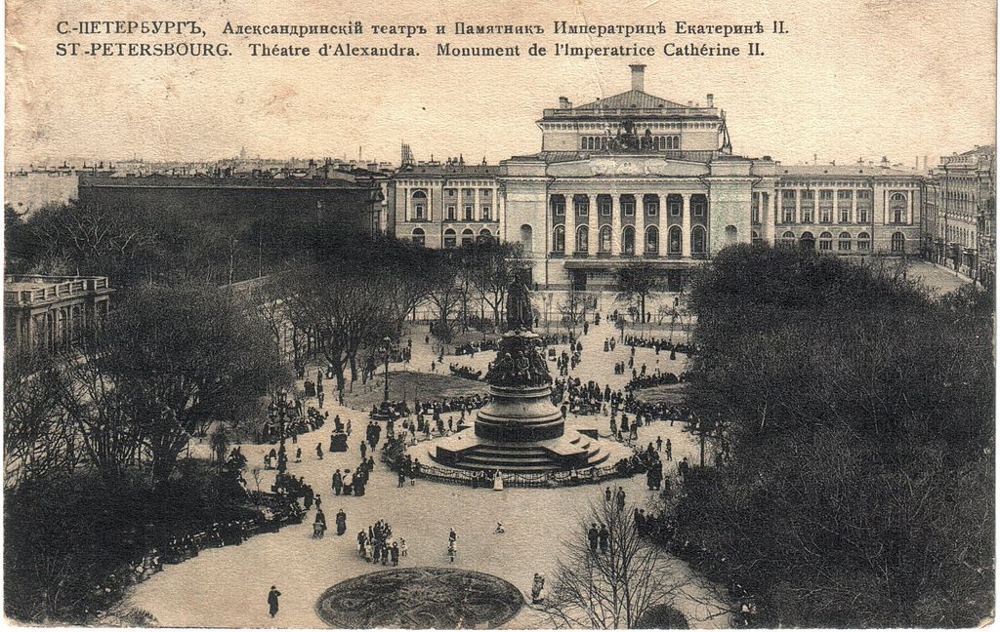 С.-ПЕТЕРБУРГЪ, Александринскій театръ и Памятникъ Императрицѣ Екатеринѣ II.
ST.-PETERSBOURG. Théatre d'Alexandra. Monument de l'Imperatrice Cathérine II.